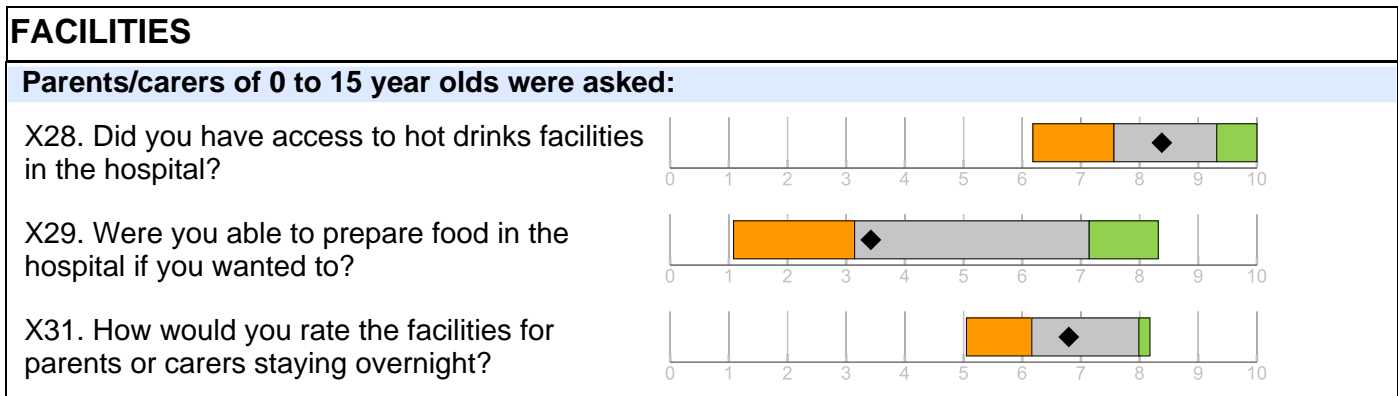 FACILITIES
Parents/carers of 0 to 15 year olds were asked:
X28. Did you have access to hot drinks facilities
in the hospital?
0 1 2 3 4 5 6 7 8 9 10
X29. Were you able to prepare food in the
hospital if you wanted to?
0 1 2 3 4 5 6 7 8 9 10
X31. How would you rate the facilities for
parents or carers staying overnight?
0 1 2 3 4 5 6 7 8 9 10